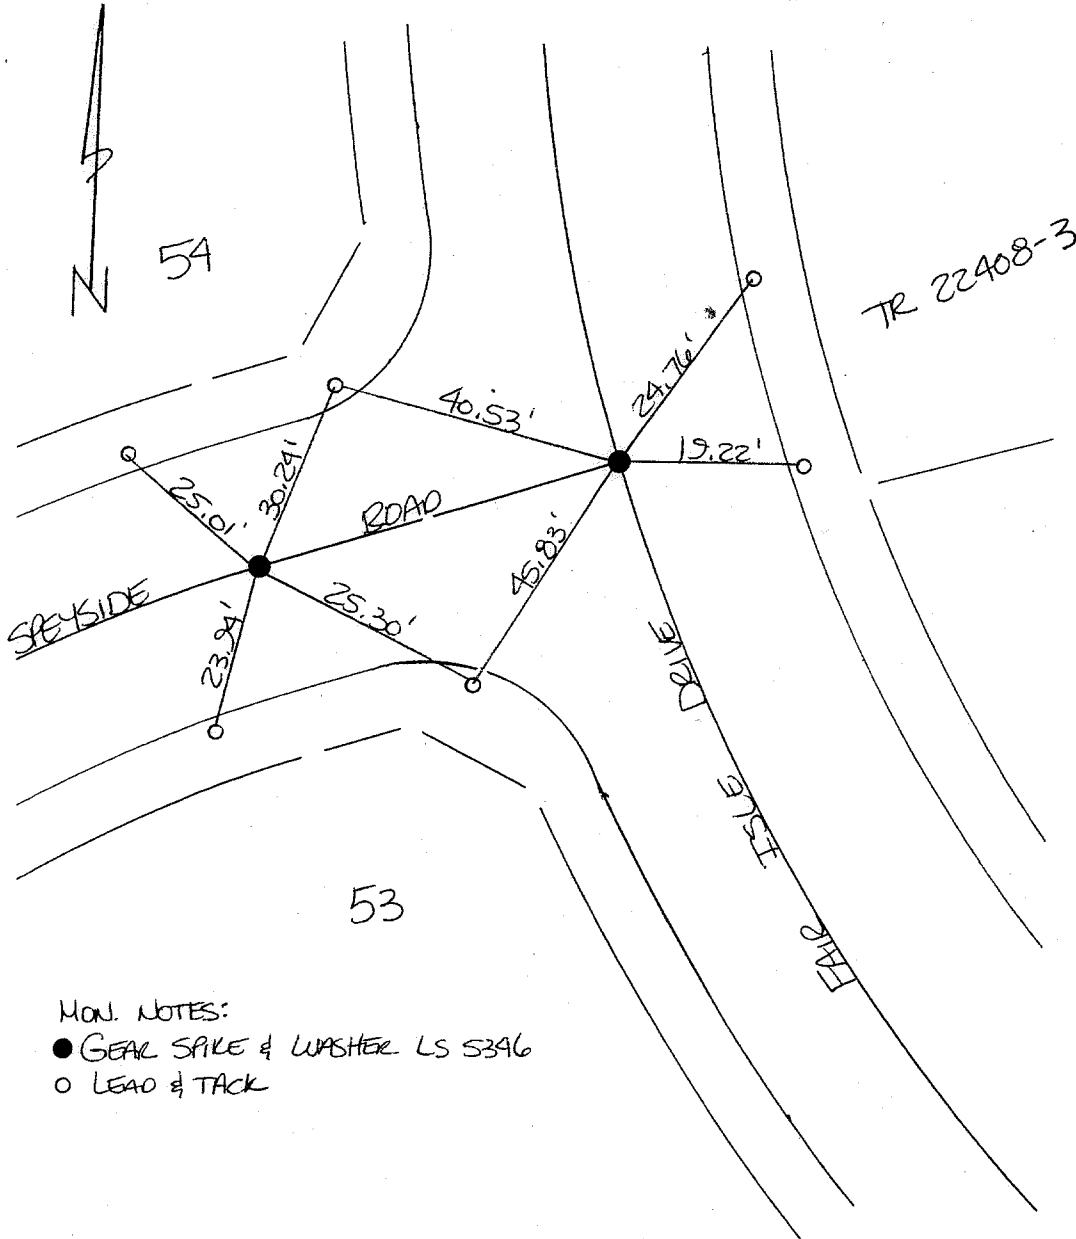 N
54
TR 22408-3
24.76'
40.53'
19.22'
30.24'
25.01'
ROAD
45.83'
SPEYSIDE
25.30'
23.94'
FAIR ISLE DRIVE
53
MON. NOTES:
GEAR SPIKE & WASHER LS 5346
LEAD & TACK